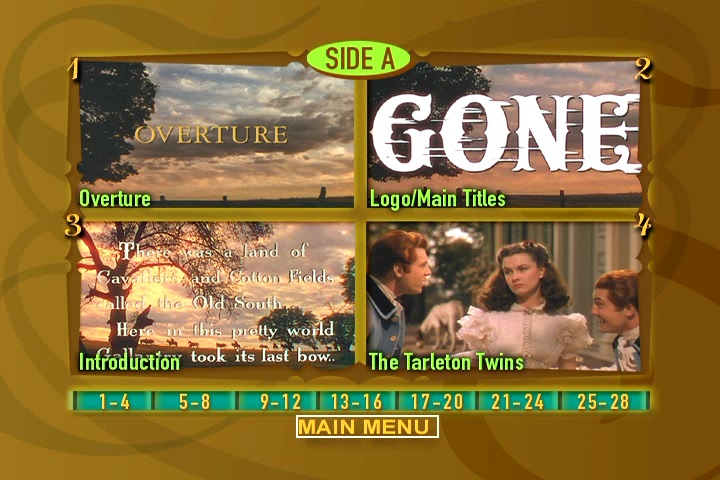 SIDE A
1
2
OVERTURE
GONE
Overture
Logo/Main Titles
3
4
There was a land of
Cavaliers and Cotton Fields
called the Old South...
Here in this pretty world
Gallantry took its last bow..
Introduction
The Tarleton Twins
1-4 5-8 9-12 13-16 17-20 21-24 25-28
MAIN MENU